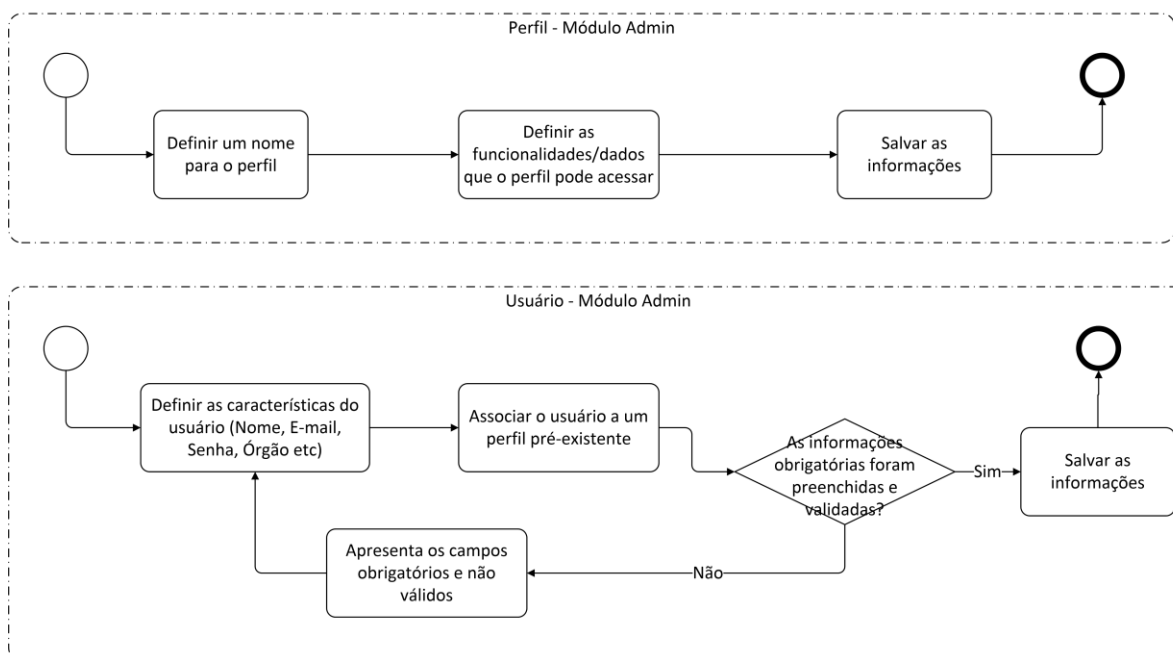 Perfil - Módulo Admin
Definir um nome
para o perfil
Definir as
funcionalidades/dados
que o perfil pode acessar
Salvar as
informações
Usuário - Módulo Admin
Definir as características do
usuário (Nome, E-mail,
Senha, Órgão etc)
Associar o usuário a um
perfil pré-existente
As informações
obrigatórias foram
preenchidas e
validadas?
Sim
Salvar as
informações
Não
Apresenta os campos
obrigatórios e não
válidos